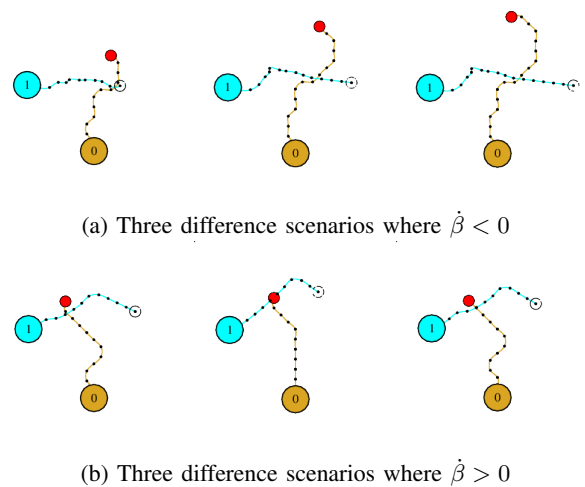 1 1 1
0 0 0
(a) Three difference scenarios where β̇ < 0
1 1 1
0 0 0
(b) Three difference scenarios where β̇ > 0